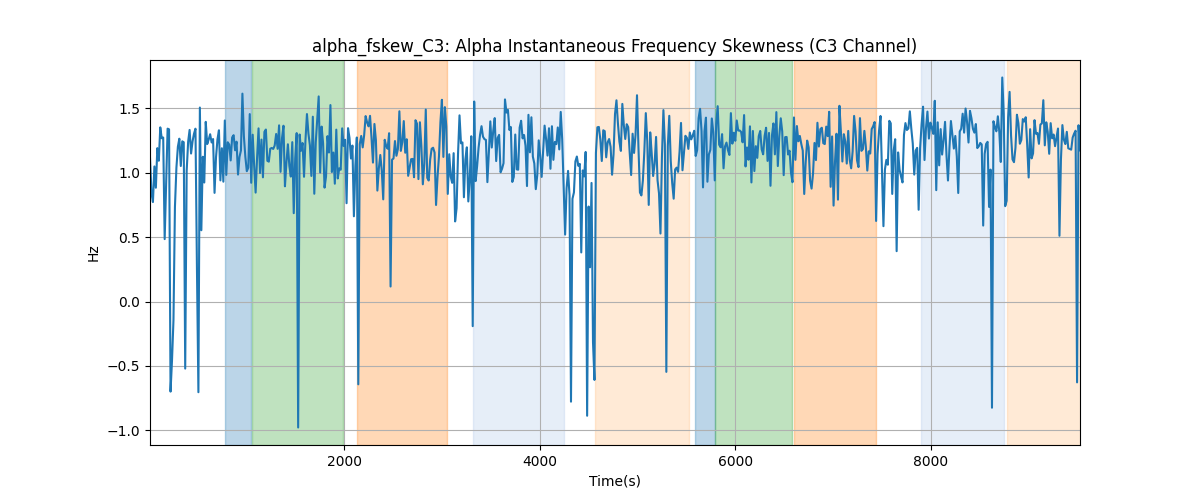 alpha_fskew_C3: Alpha Instantaneous Frequency Skewness (C3 Channel)
Hz
1.5
1.0
0.5
0.0
−0.5
−1.0
2000 4000 6000 8000
Time(s)